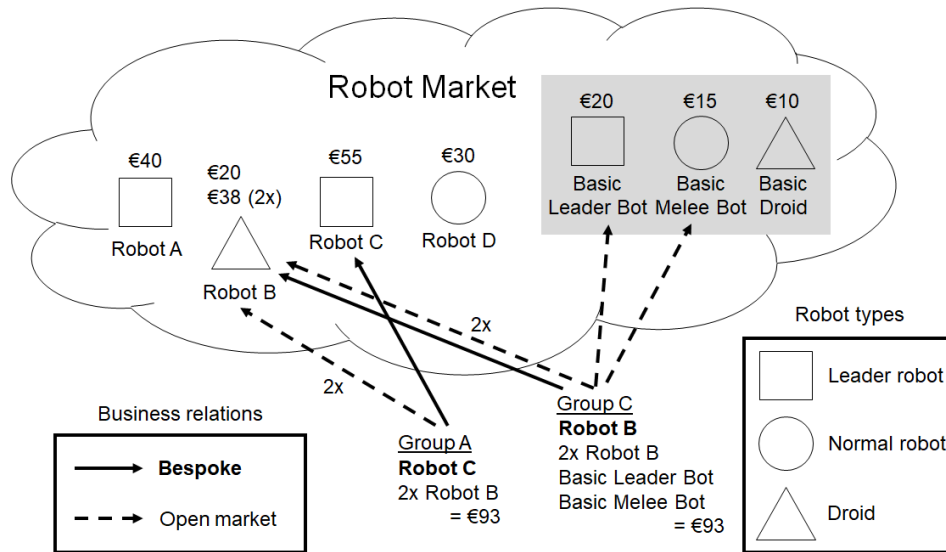 Robot Market
€20
€15
€10
Basic
Leader Bot
Basic
Melee Bot
Basic
Droid
€40
Robot A
€20
€38 (2x)
Robot B
€55
Robot C
€30
Robot D
2x
2x
Business relations
Bespoke
Open market
Group A
Robot C
2x Robot B
= €93
Group C
Robot B
2x Robot B
Basic Leader Bot
Basic Melee Bot
= €93
Robot types
Leader robot
Normal robot
Droid